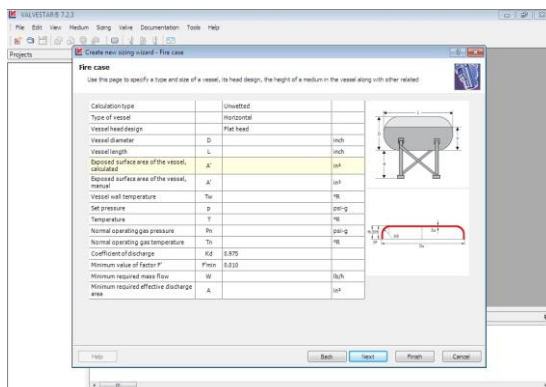 VALVESTAR® 7.2.3
File Edit View Medium Sizing Valve Documentation Tools Help
Projects
Create new sizing wizard - Fire case
Fire case
Use this page to specify a type and size of a vessel, its head design, the height of a medium in the vessel along with other related
Calculation type Unwetted
Type of vessel Horizontal
Vessel head design Flat head
Vessel diameter D inch
Vessel length L inch
Exposed surface area of the vessel, calculated A' in²
Exposed surface area of the vessel, manual A' in²
Vessel wall temperature Tw °R
Set pressure p psi-g
Temperature T °R
Normal operating gas pressure Pn psi-g
Normal operating gas temperature Tn °R
Coefficient of discharge Kd 0.975
Minimum value of factor F' F'min 0.010
Minimum required mass flow W lb/h
Minimum required effective discharge area A in²
Help Back Next Finish Cancel